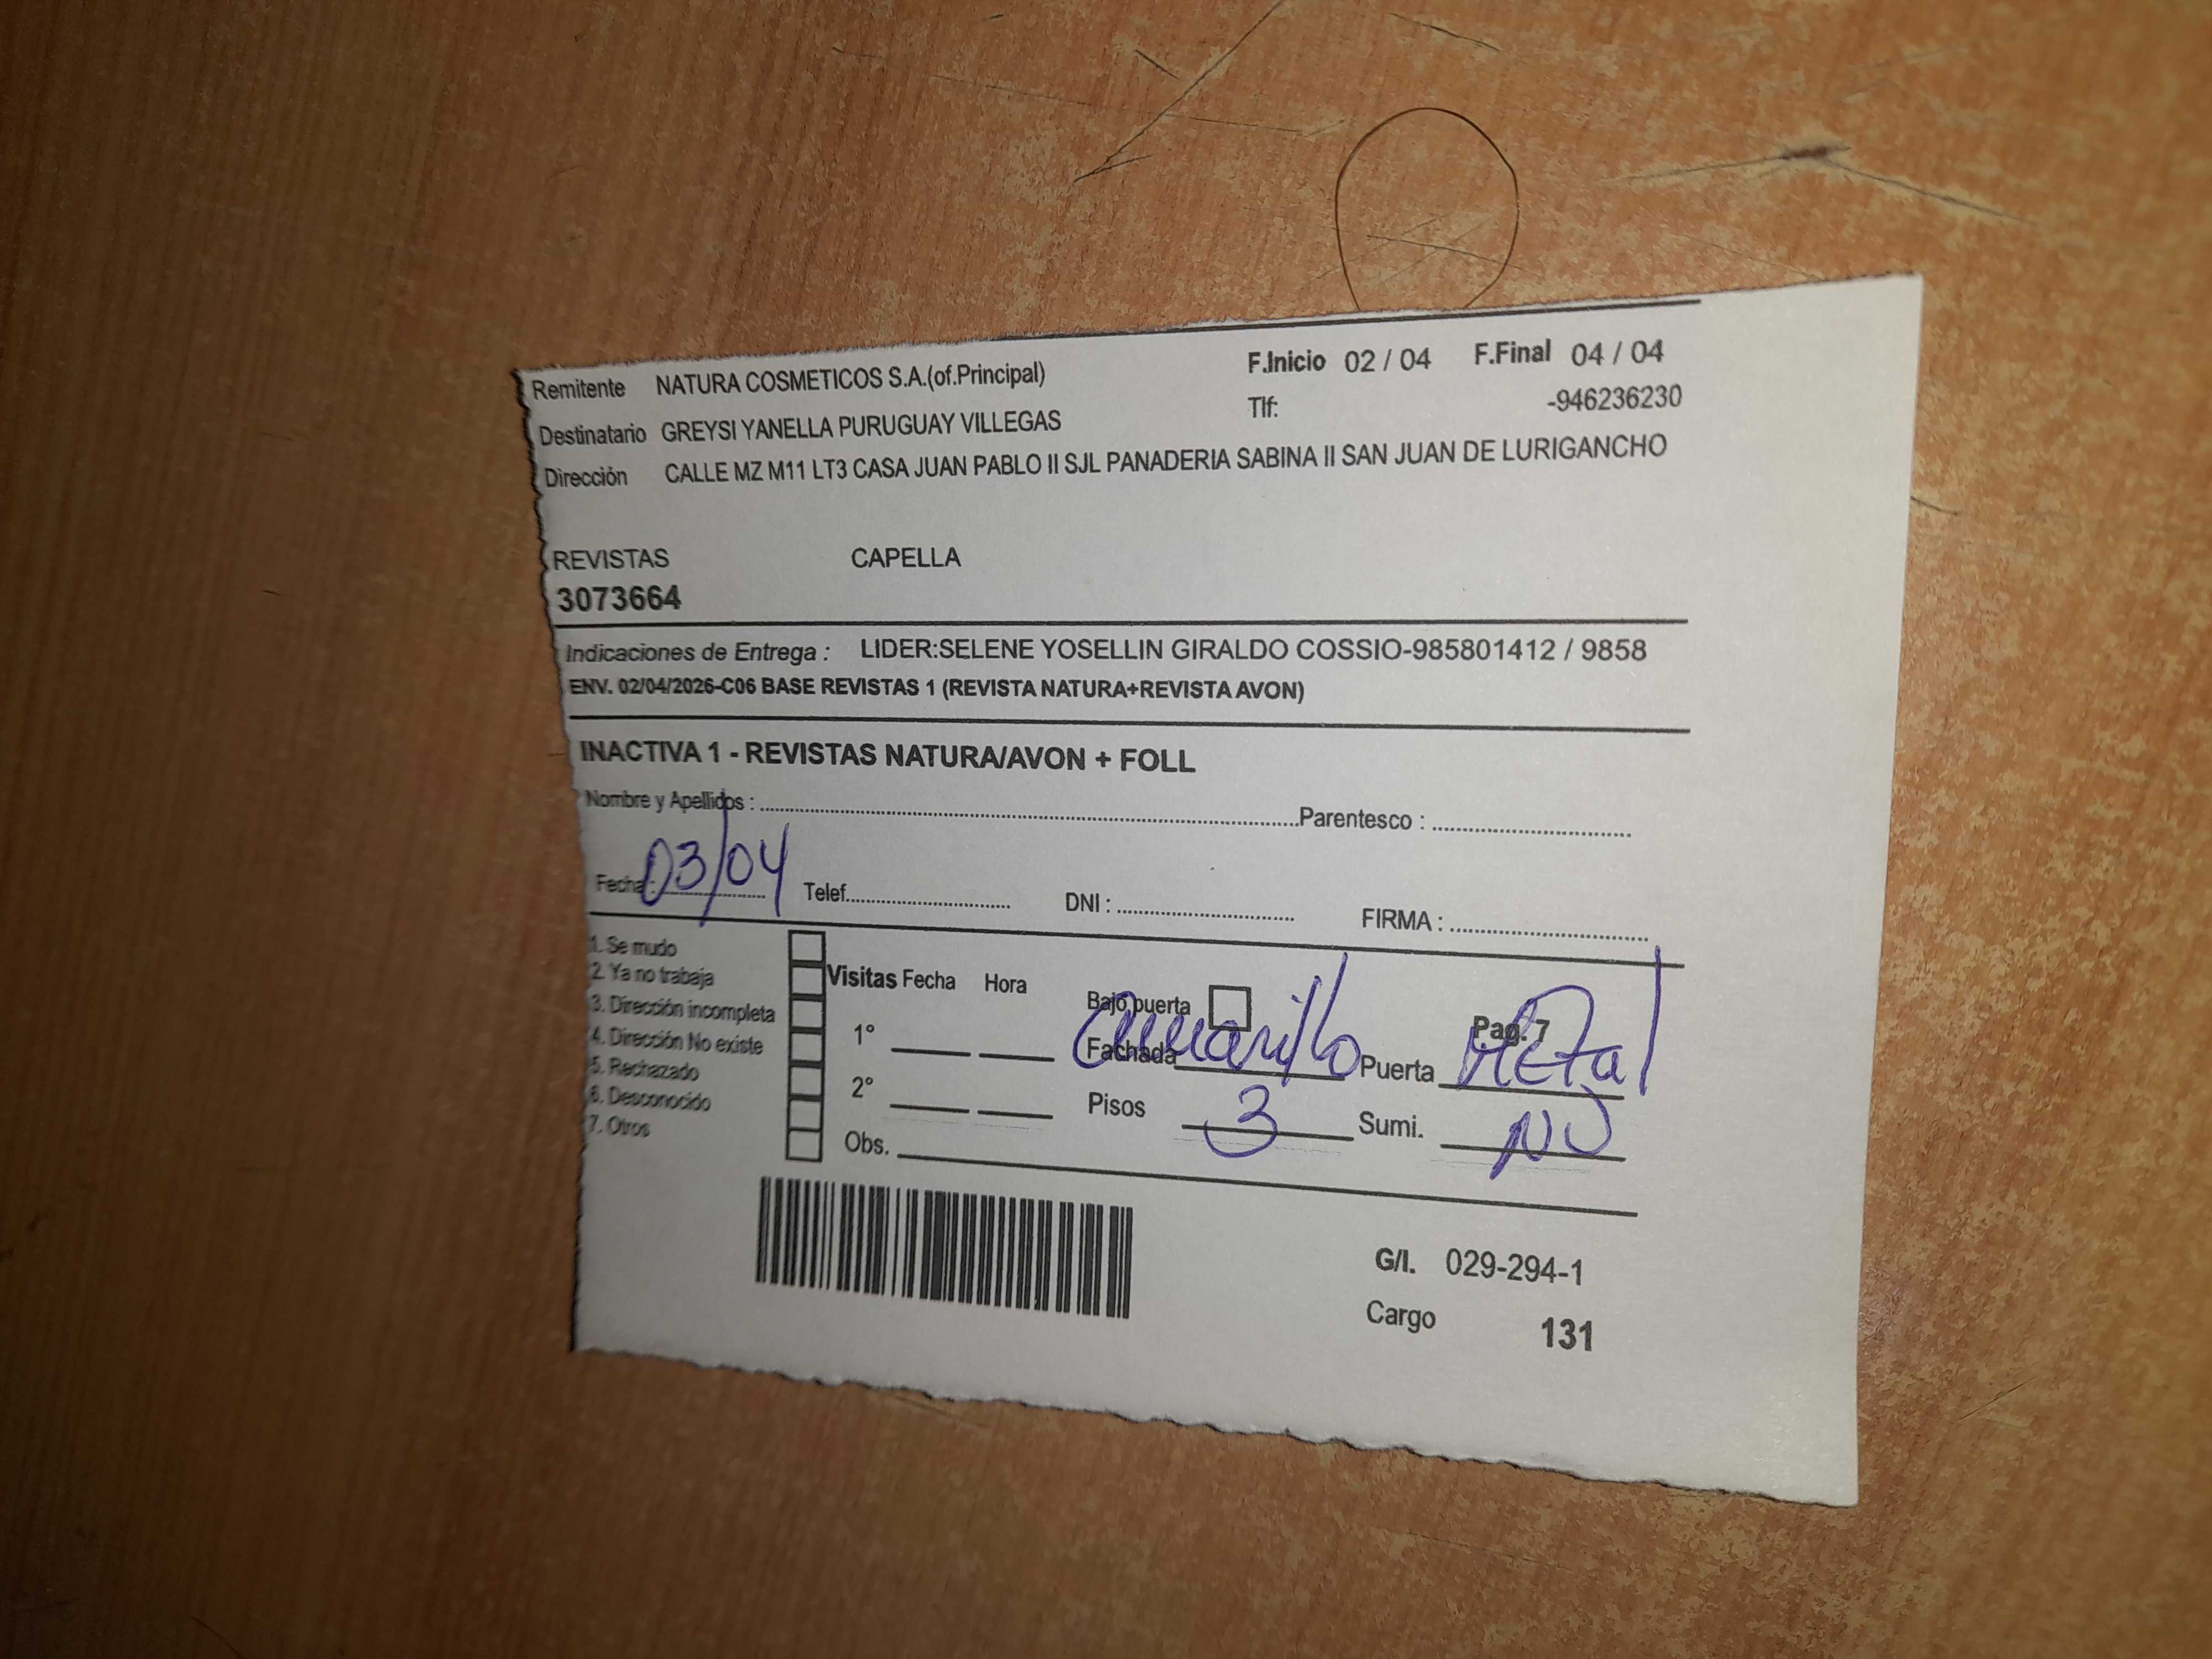 Remitente NATURA COSMETICOS S.A.(of.Principal) F.Inicio 02 / 04 F.Final 04 / 04
Destinatario GREYSI YANELLA PURUGUAY VILLEGAS Tlf: -946236230
Dirección CALLE MZ M11 LT3 CASA JUAN PABLO II SJL PANADERIA SABINA II SAN JUAN DE LURIGANCHO
REVISTAS CAPELLA
3073664
Indicaciones de Entrega : LIDER:SELENE YOSELLIN GIRALDO COSSIO-985801412 / 9858
ENV. 02/04/2026-C06 BASE REVISTAS 1 (REVISTA NATURA+REVISTA AVON)
INACTIVA 1 - REVISTAS NATURA/AVON + FOLL
Nombre y Apellidos : Parentesco :
Fecha: 03/04 Telef. DNI : FIRMA :
1. Se mudo
2. Ya no trabaja Visitas Fecha Hora Bajo puerta
3. Dirección incompleta 1° Pag. 7
4. Dirección No existe Fachada Amarillo Puerta Metal
5. Rechazado
6. Desconocido 2° Pisos 3 Sumi. NO
7. Otros Obs.
G/I. 029-294-1
Cargo 131